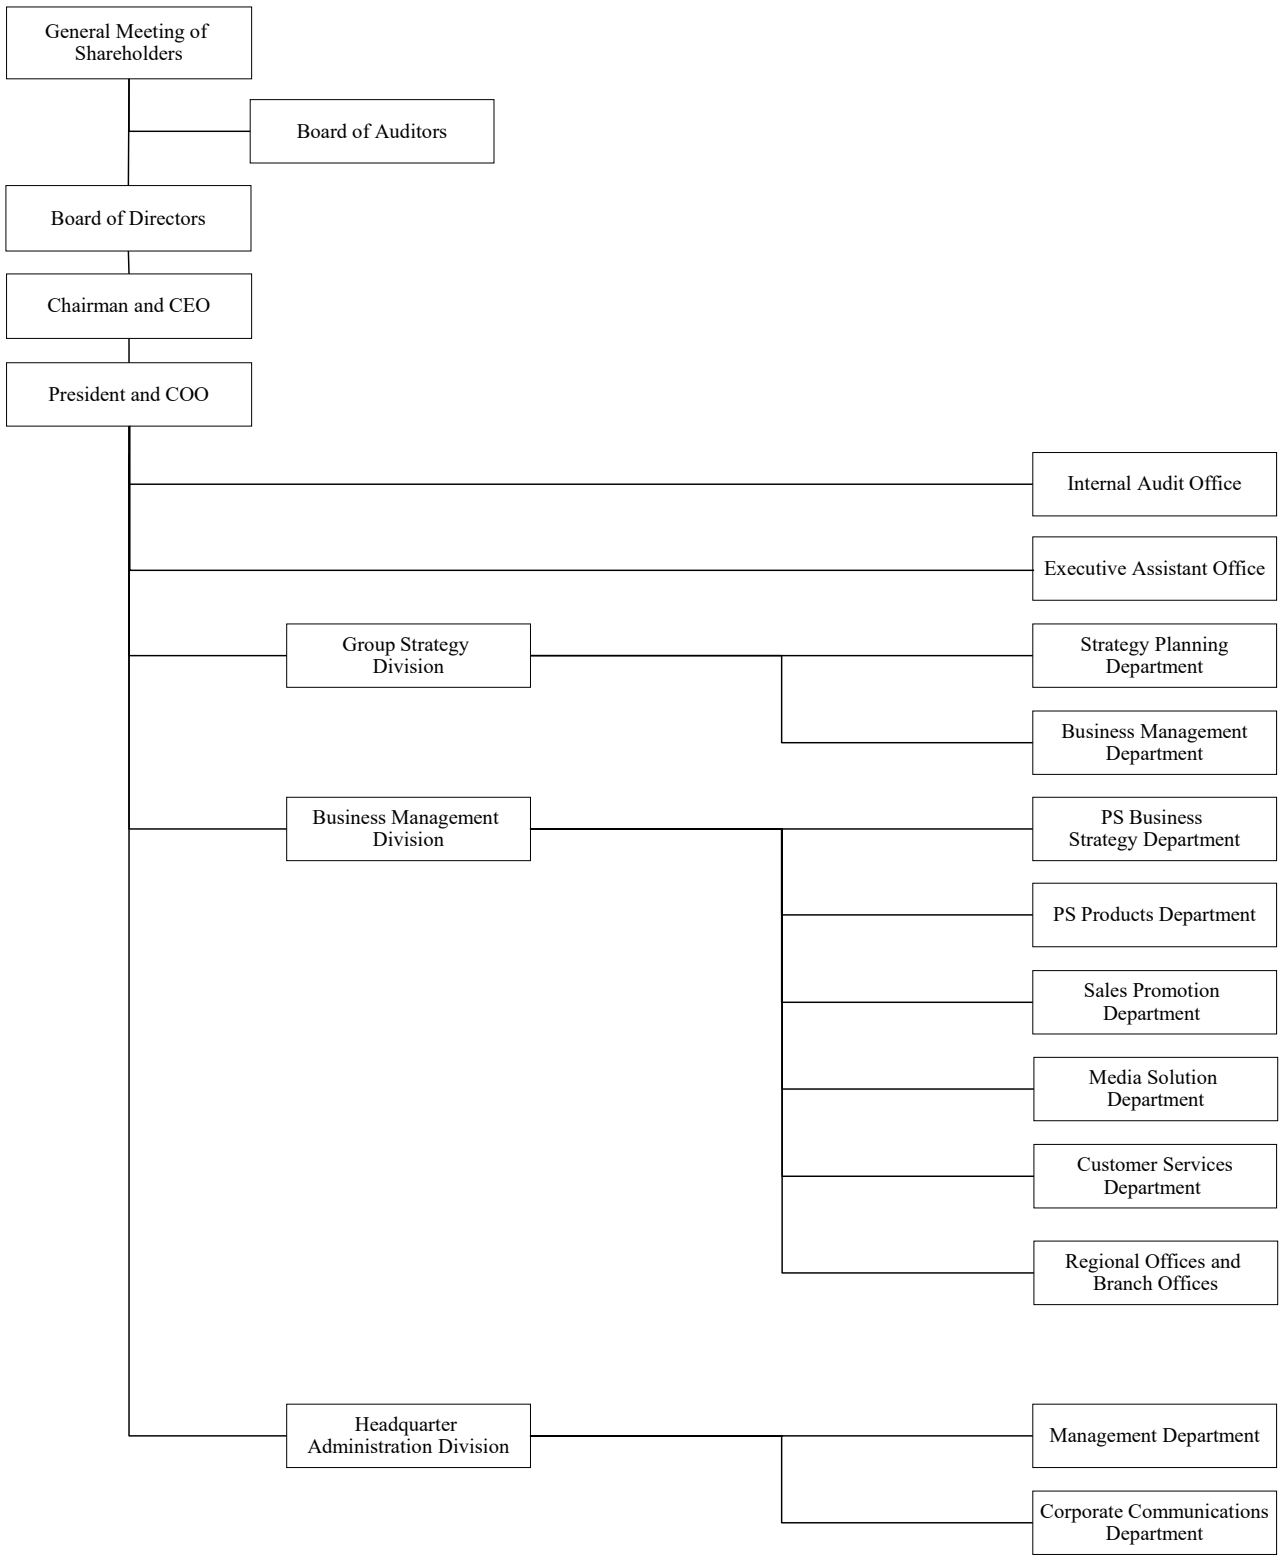 General Meeting of
Shareholders
Board of Auditors
Board of Directors
Chairman and CEO
President and COO
Internal Audit Office
Executive Assistant Office
Group Strategy
Division
Strategy Planning
Department
Business Management
Department
Business Management
Division
PS Business
Strategy Department
PS Products Department
Sales Promotion
Department
Media Solution
Department
Customer Services
Department
Regional Offices and
Branch Offices
Headquarter
Administration Division
Management Department
Corporate Communications
Department